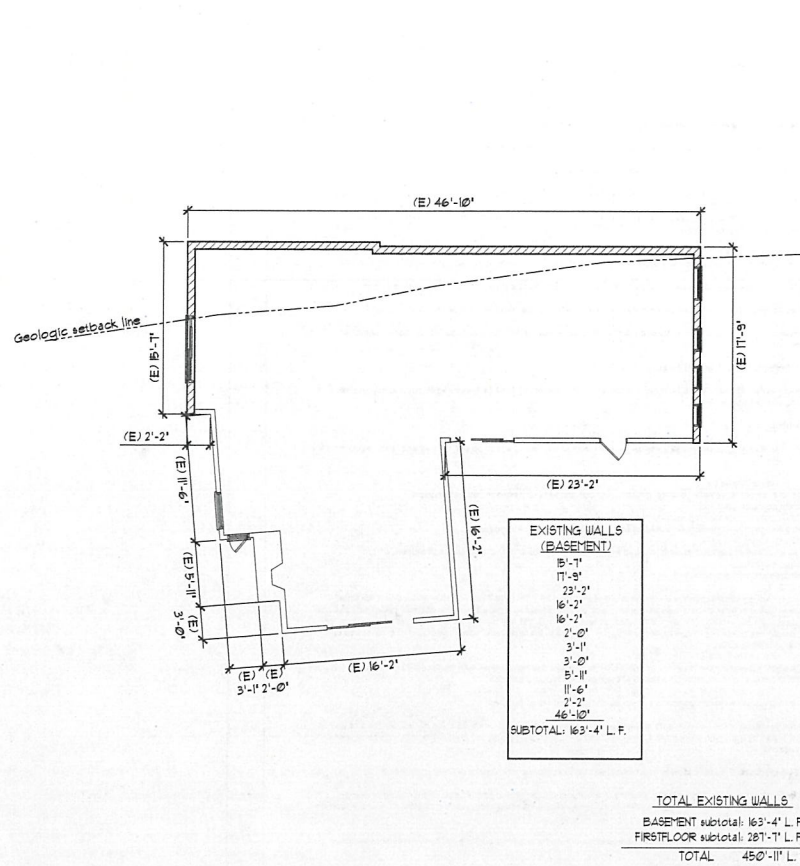 (E) 46'-10"
Geologic setback line
(E) 15'-7"
(E) 17'-9"
(E) 2'-2"
(E) 11'-6"
(E) 23'-2"
(E) 16'-2"
(E) 5'-11"
(E)
3'-0"
(E) (E)
3'-1" 2'-0"
(E) 16'-2"
EXISTING WALLS
(BASEMENT)
15'-7"
17'-9"
23'-2"
16'-2"
16'-2"
2'-0"
3'-1"
3'-0"
5'-11"
11'-6"
2'-2"
46'-10"
SUBTOTAL: 163'-4" L. F.
TOTAL EXISTING WALLS
BASEMENT subtotal: 163'-4" L. F
FIRSTFLOOR subtotal: 287'-7" L. F
TOTAL 450'-11" L.